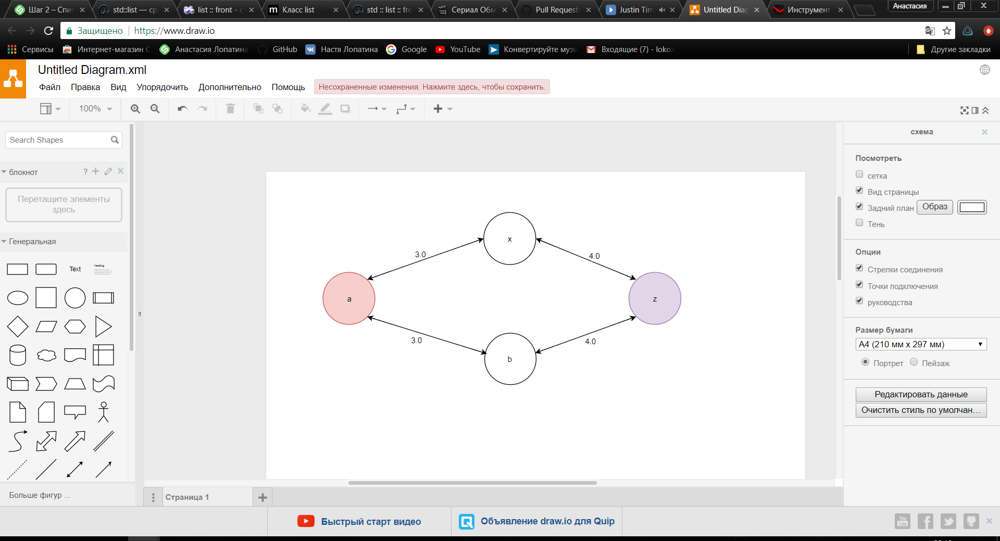 Шаг 2 – Спи
std::list — cp
list :: front - c
Класс list
std :: list :: fro
Сериал Обм
Pull Requests
Justin Tim
Untitled Diag
Инструмент
Анастасия
Защищено
https://www.draw.io
Сервисы
Интернет-магазин C
Анастасия Лопатина
GitHub
Настя Лопатина
Google
YouTube
Конвертируйте музы
Входящие (7) - loko.c
Другие закладки
Untitled Diagram.xml
Файл Правка Вид Упорядочить Дополнительно Помощь
Несохраненные изменения. Нажмите здесь, чтобы сохранить.
100%
Search Shapes
блокнот ?
Перетащите элементы
здесь
Генеральная
Text
Heading
Больше фигур ...
x
3.0
4.0
a
z
3.0
4.0
b
Страница 1
схема
Посмотреть
сетка
Вид страницы
Задний план Образ
Тень
Опции
Стрелки соединения
Точки подключения
руководства
Размер бумаги
A4 (210 мм x 297 мм)
Портрет Пейзаж
Редактировать данные
Очистить стиль по умолчан...
Быстрый старт видео
Объявление draw.io для Quip
You
Tube